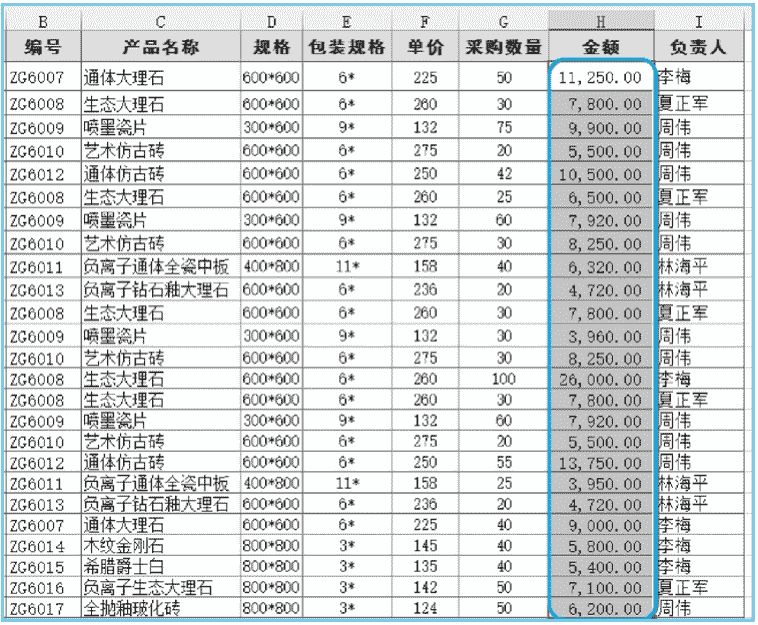 B C D E F G H I
编号 产品名称 规格 包装规格 单价 采购数量 金额 负责人
ZG6007 通体大理石 600*600 6* 225 50 11,250.00 李梅
ZG6008 生态大理石 600*600 6* 260 30 7,800.00 夏正军
ZG6009 喷墨瓷片 300*600 9* 132 75 9,900.00 周伟
ZG6010 艺术仿古砖 600*600 6* 275 20 5,500.00 周伟
ZG6012 通体仿古砖 600*600 6* 250 42 10,500.00 周伟
ZG6008 生态大理石 600*600 6* 260 25 6,500.00 夏正军
ZG6009 喷墨瓷片 300*600 9* 132 60 7,920.00 周伟
ZG6010 艺术仿古砖 600*600 6* 275 30 8,250.00 周伟
ZG6011 负离子通体全瓷中板 400*800 11* 158 40 6,320.00 林海平
ZG6013 负离子钻石釉大理石 600*600 6* 236 20 4,720.00 林海平
ZG6008 生态大理石 600*600 6* 260 30 7,800.00 夏正军
ZG6009 喷墨瓷片 300*600 9* 132 30 3,960.00 周伟
ZG6010 艺术仿古砖 600*600 6* 275 30 8,250.00 周伟
ZG6008 生态大理石 600*600 6* 260 100 26,000.00 李梅
ZG6008 生态大理石 600*600 6* 260 30 7,800.00 夏正军
ZG6009 喷墨瓷片 300*600 9* 132 60 7,920.00 周伟
ZG6010 艺术仿古砖 600*600 6* 275 20 5,500.00 周伟
ZG6012 通体仿古砖 600*600 6* 250 55 13,750.00 周伟
ZG6011 负离子通体全瓷中板 400*800 11* 158 25 3,950.00 林海平
ZG6013 负离子钻石釉大理石 600*600 6* 236 20 4,720.00 林海平
ZG6007 通体大理石 600*600 6* 225 40 9,000.00 李梅
ZG6014 木纹金刚石 800*800 3* 145 40 5,800.00 李梅
ZG6015 希腊爵士白 800*800 3* 135 40 5,400.00 李梅
ZG6016 负离子生态大理石 800*800 3* 142 50 7,100.00 夏正军
ZG6017 全抛釉玻化砖 800*800 3* 124 50 6,200.00 周伟